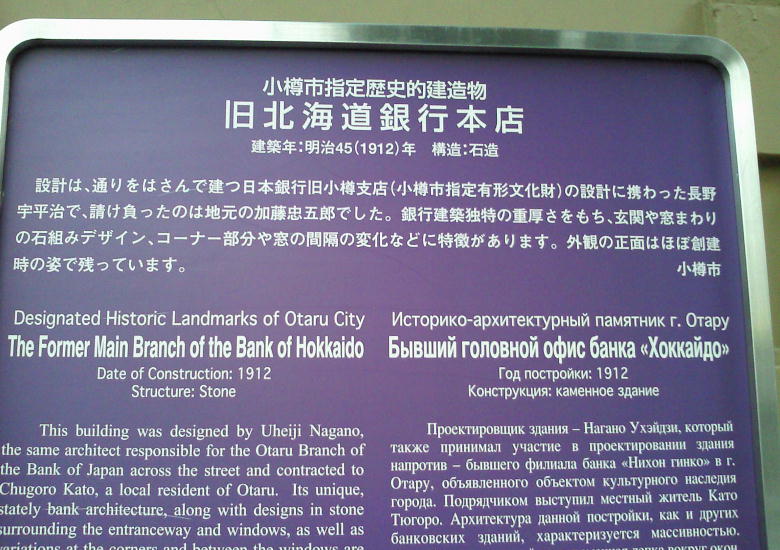 小樽市指定歴史的建造物
旧北海道銀行本店
建築年:明治45(1912)年　構造:石造
設計は、通りをはさんで建つ日本銀行旧小樽支店(小樽市指定有形文化財)の設計に携わった長野
宇平治で、請け負ったのは地元の加藤忠五郎でした。銀行建築独特の重厚さをもち、玄関や窓まわり
の石組みデザイン、コーナー部分や窓の間隔の変化などに特徴があります。外観の正面はほぼ創建
時の姿で残っています。
小樽市
Designated Historic Landmarks of Otaru City
The Former Main Branch of the Bank of Hokkaido
Date of Construction: 1912
Structure: Stone
This building was designed by Uheiji Nagano,
the same architect responsible for the Otaru Branch of
the Bank of Japan across the street and contracted to
Chugoro Kato, a local resident of Otaru. Its unique,
stately bank architecture, along with designs in stone
surrounding the entranceway and windows, as well as
variations at the corners and between the windows are
Историко-архитектурный памятник г. Отару
Бывший головной офис банка «Хоккайдо»
Год постройки: 1912
Конструкция: каменное здание
Проектировщик здания – Нагано Ухэйдзи, который
также принимал участие в проектировании здания
напротив – бывшего филиала банка «Нихон гинко» в г.
Отару, объявленного объектом культурного наследия
города. Подрядчиком выступил местный житель Като
Тюгоро. Архитектура данной постройки, как и других
банковских зданий, характеризуется массивностью.
лепка вокруг окон